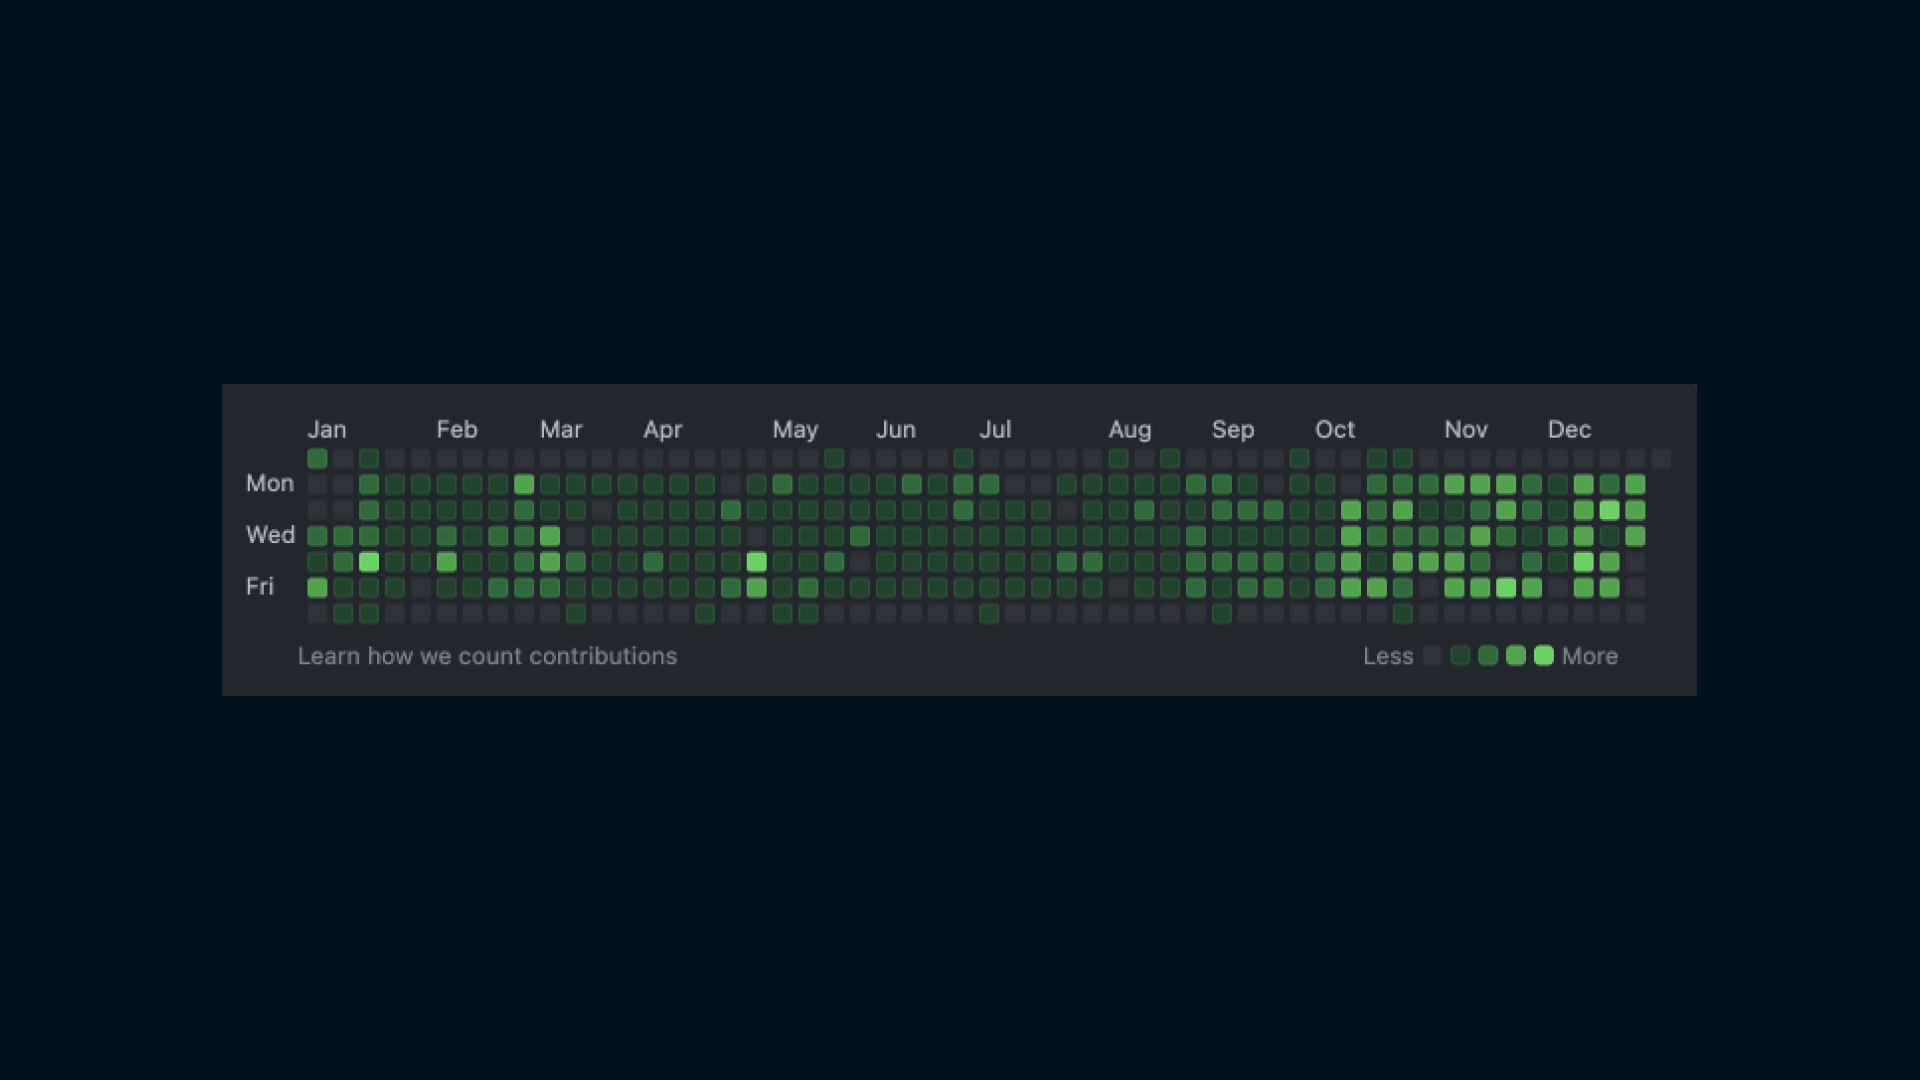 Jan Feb Mar Apr May Jun Jul Aug Sep Oct Nov Dec
Mon
Wed
Fri
Learn how we count contributions
Less More